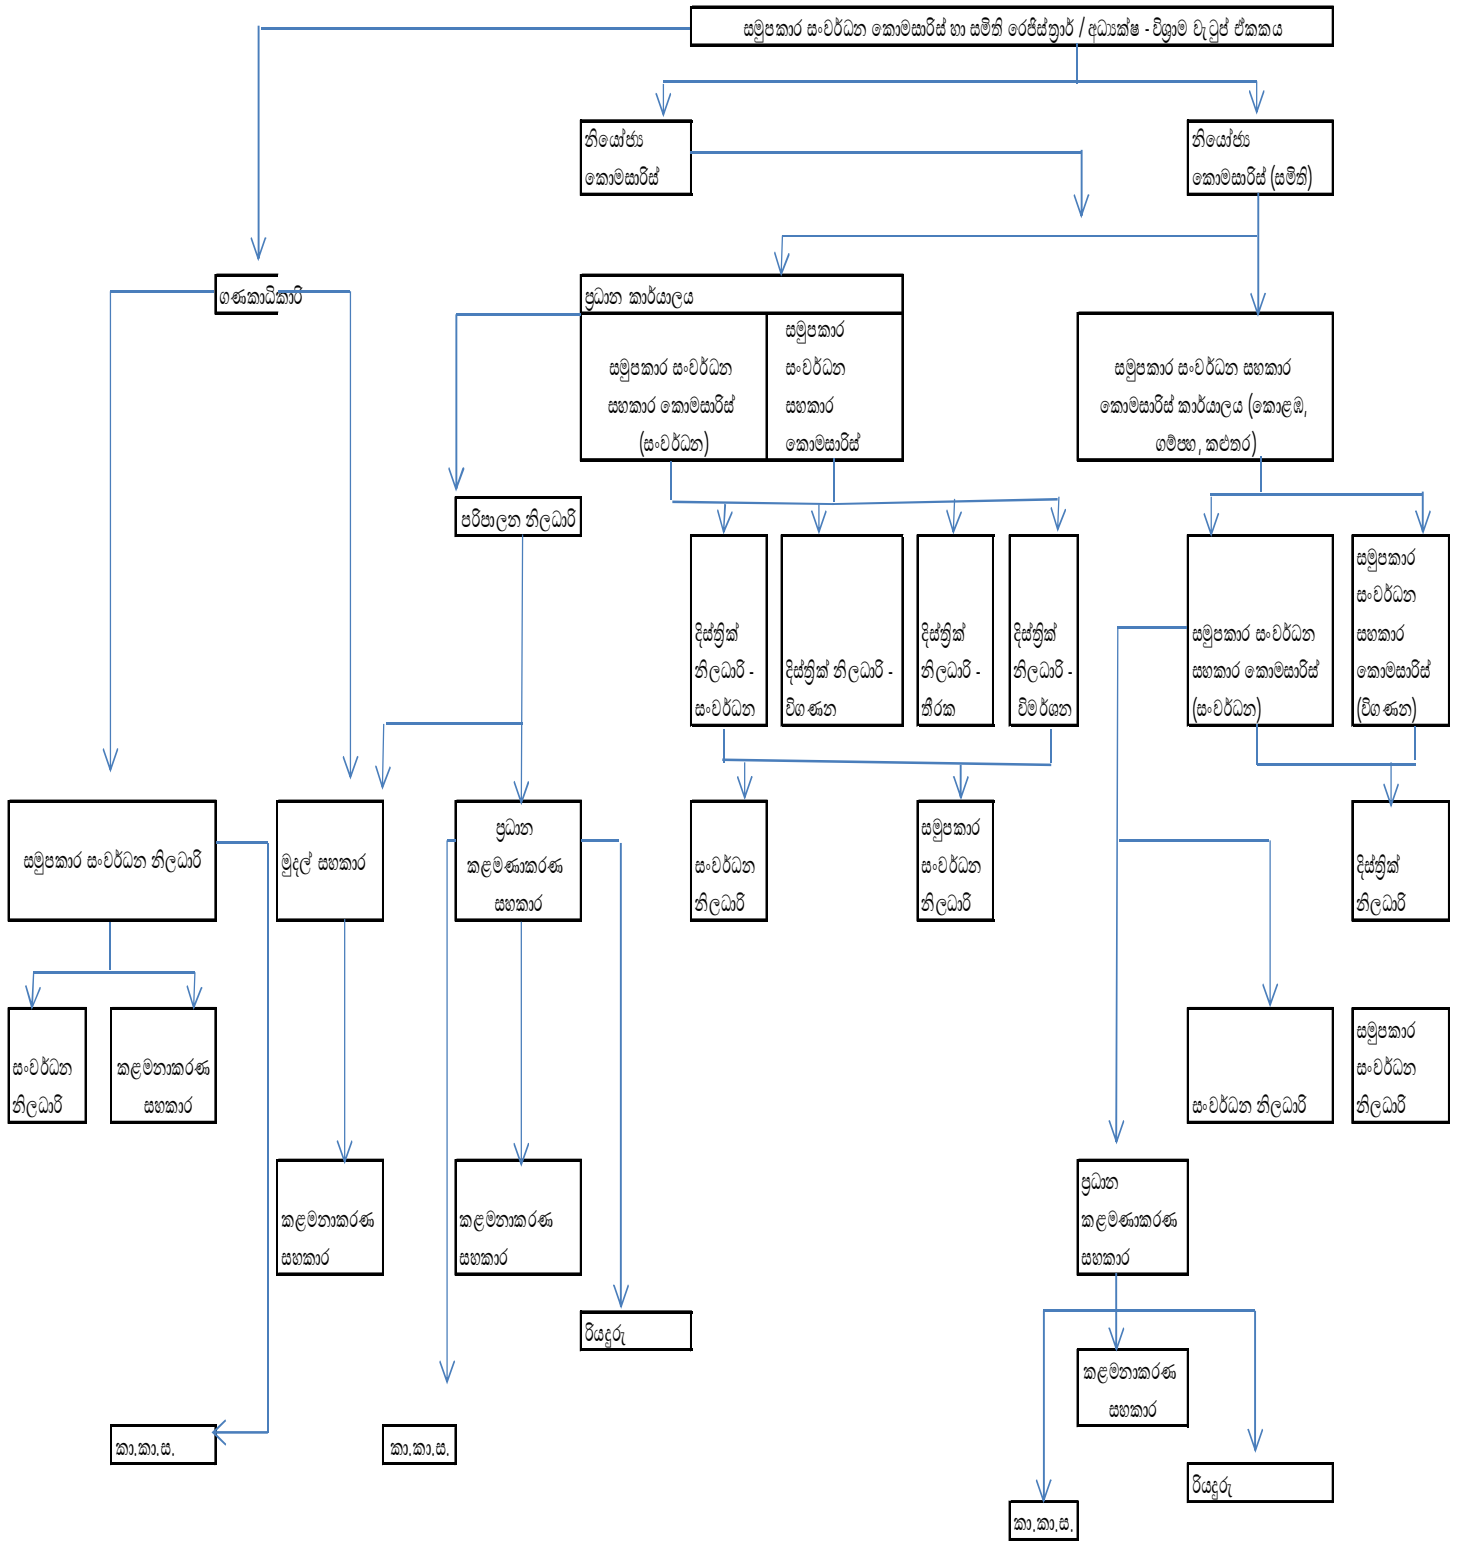 සමුපකාර සංවර්ධන කොමසාරිස් හා සමිති රෙජිස්ත්‍රාර් / අධ්‍යක්ෂ - විශ්‍රාම වැටුප් ඒකකය
නියෝජ්‍ය
කොමසාරිස්
නියෝජ්‍ය
කොමසාරිස් (සමිති)
ගණකාධිකාරි
ප්‍රධාන කාර්යාලය
සමුපකාර සංවර්ධන
සහකාර කොමසාරිස්
(සංවර්ධන)
සමුපකාර
සංවර්ධන
සහකාර
කොමසාරිස්
සමුපකාර සංවර්ධන සහකාර
කොමසාරිස් කාර්යාලය (කොළඹ,
ගම්පහ, කළුතර)
පරිපාලන නිලධාරි
දිස්ත්‍රික්
නිලධාරි -
සංවර්ධන
දිස්ත්‍රික් නිලධාරි -
විගණන
දිස්ත්‍රික්
නිලධාරි -
තීරක
දිස්ත්‍රික්
නිලධාරි -
විමර්ශන
සමුපකාර සංවර්ධන
සහකාර කොමසාරිස්
(සංවර්ධන)
සමුපකාර
සංවර්ධන
සහකාර
කොමසාරිස්
(විගණන)
සමුපකාර සංවර්ධන නිලධාරි
මුදල් සහකාර
ප්‍රධාන
කළමණාකරණ
සහකාර
සංවර්ධන
නිලධාරි
සමුපකාර
සංවර්ධන
නිලධාරි
දිස්ත්‍රික්
නිලධාරි
සංවර්ධන
නිලධාරි
කළමනාකරණ
සහකාර
සංවර්ධන නිලධාරි
සමුපකාර
සංවර්ධන
නිලධාරි
කළමනාකරණ
සහකාර
කළමනාකරණ
සහකාර
ප්‍රධාන
කළමණාකරණ
සහකාර
රියදුරු
කළමනාකරණ
සහකාර
කා.කා.ස.
කා.කා.ස.
රියදුරු
කා.කා.ස.